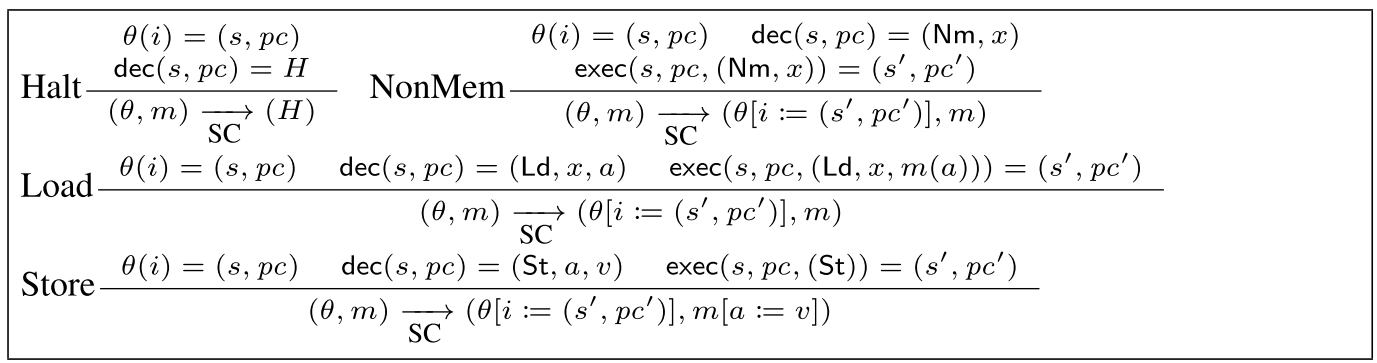 θ(i) = (s, pc) θ(i) = (s, pc) dec(s, pc) = (Nm, x)
Halt dec(s, pc) = H NonMem exec(s, pc, (Nm, x)) = (s′, pc′)
(θ, m) ⟶ (H) (θ, m) ⟶ (θ[i := (s′, pc′)], m)
SC SC
Load θ(i) = (s, pc) dec(s, pc) = (Ld, x, a) exec(s, pc, (Ld, x, m(a))) = (s′, pc′)
(θ, m) ⟶ (θ[i := (s′, pc′)], m)
SC
Store θ(i) = (s, pc) dec(s, pc) = (St, a, v) exec(s, pc, (St)) = (s′, pc′)
(θ, m) ⟶ (θ[i := (s′, pc′)], m[a := v])
SC